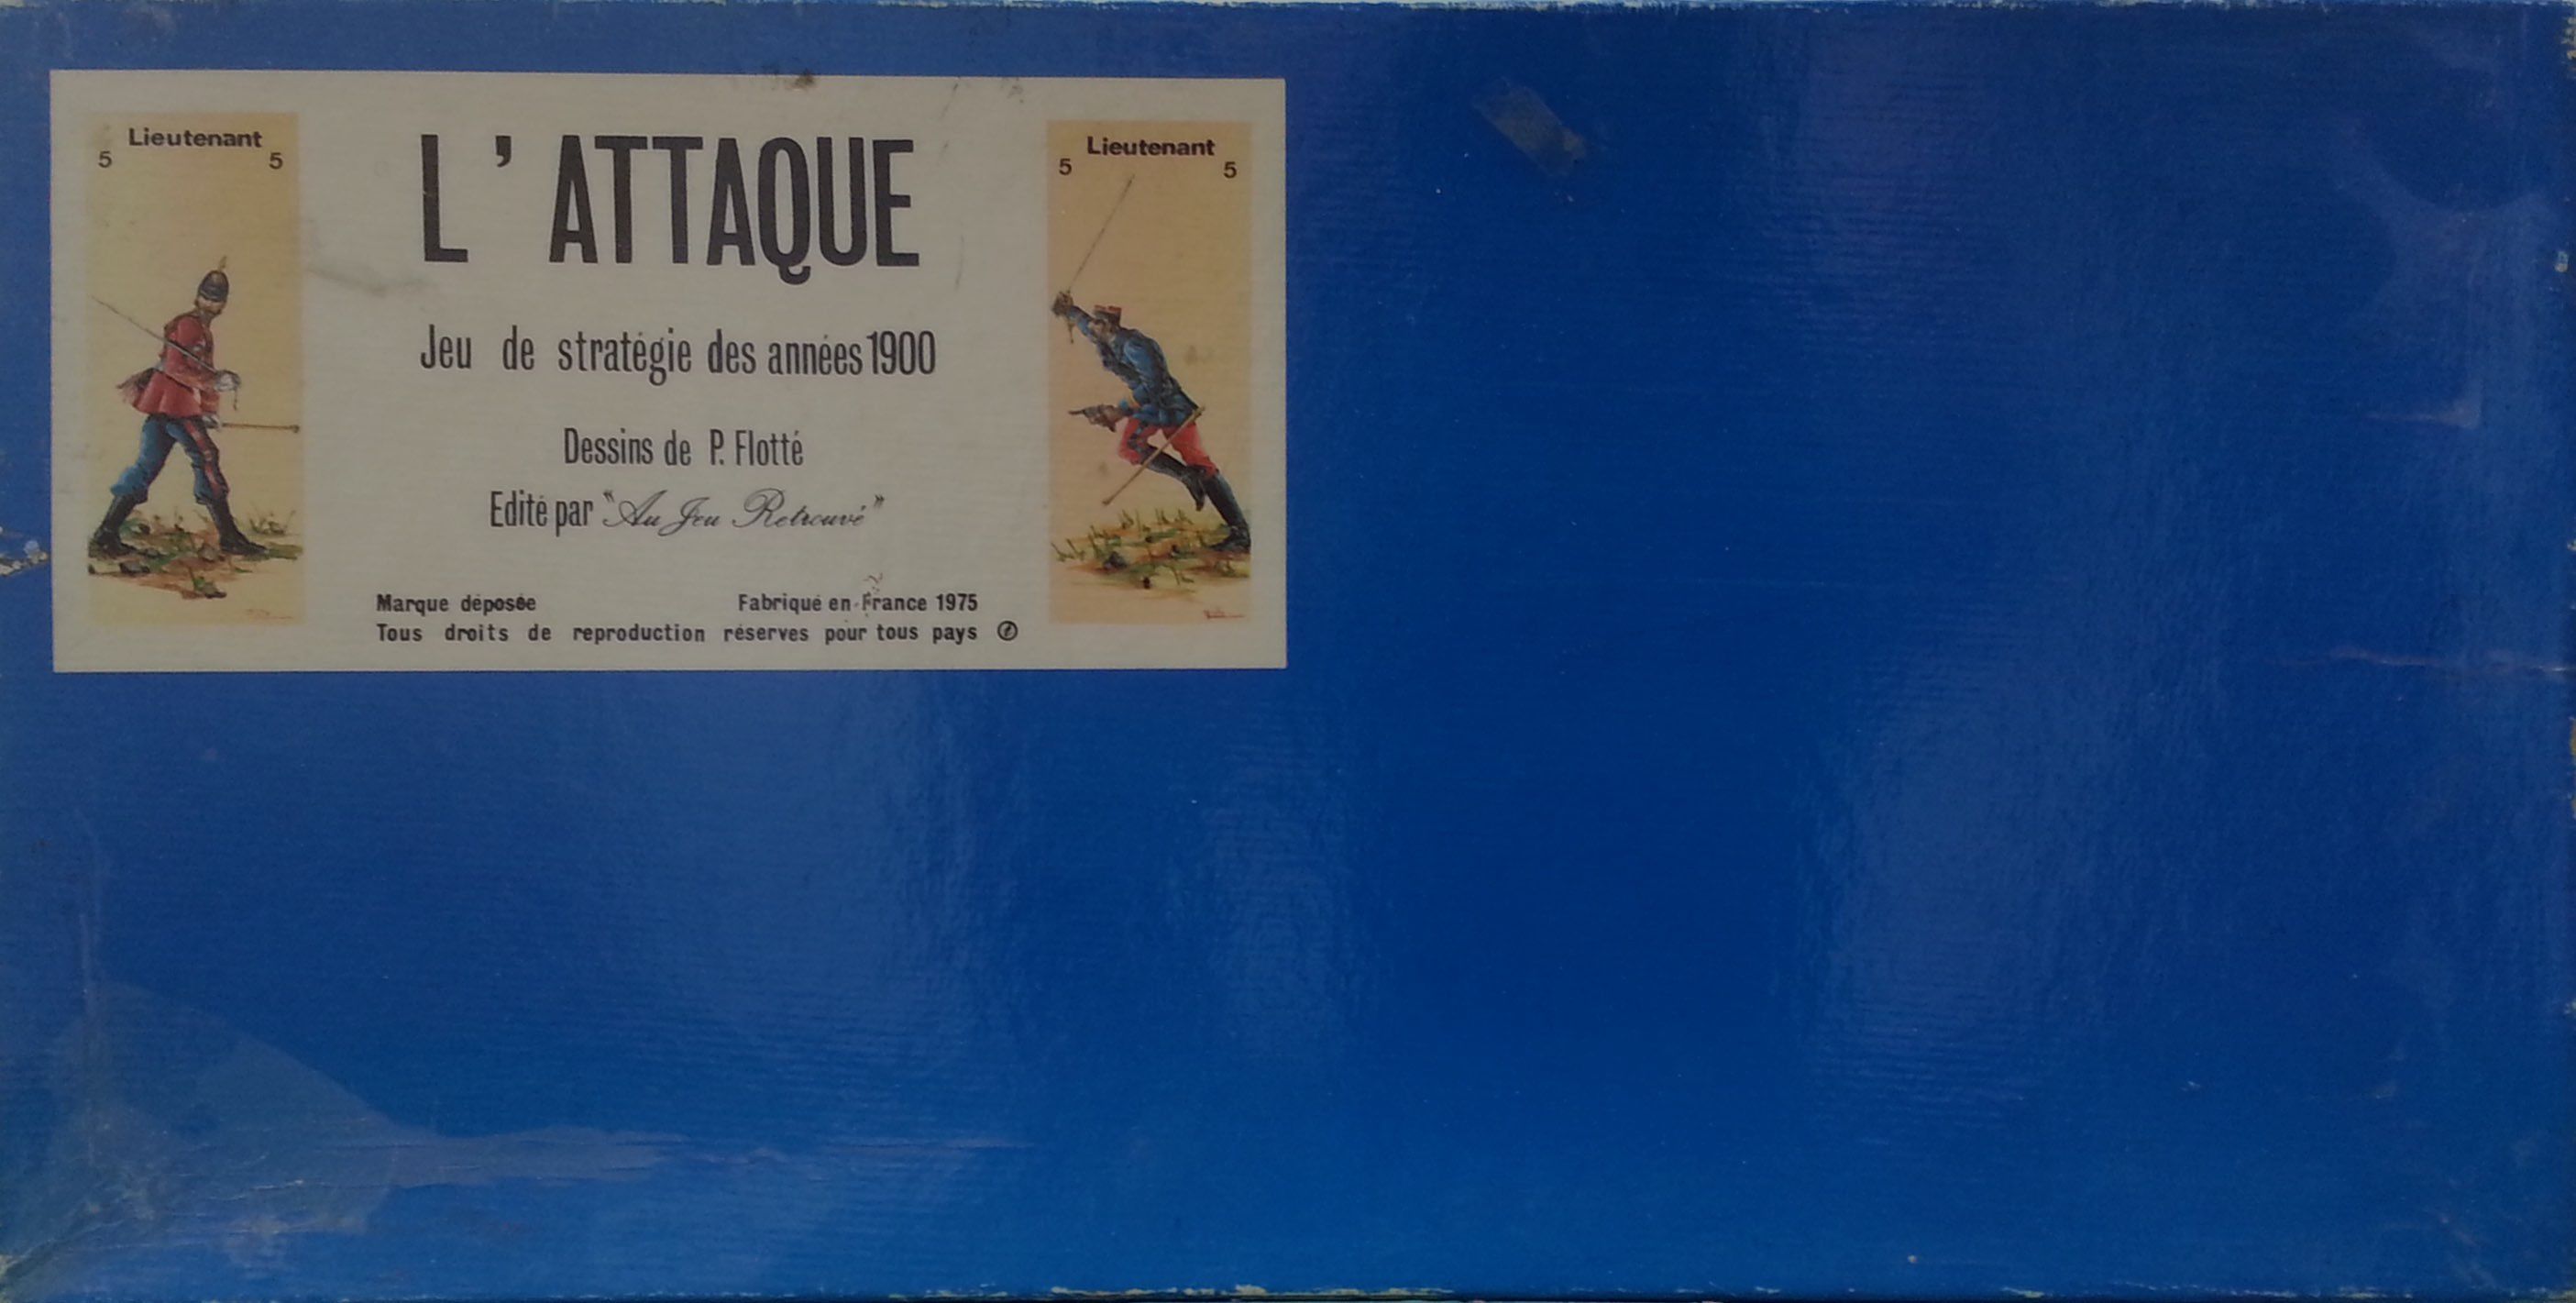 Lieutenant
5 5
L' ATTAQUE
Jeu de stratégie des années 1900
Dessins de P. Flotté
Edité par "Au Jeu Retrouvé"
Marque déposée Fabriqué en France 1975
Tous droits de reproduction réserves pour tous pays
Lieutenant
5 5